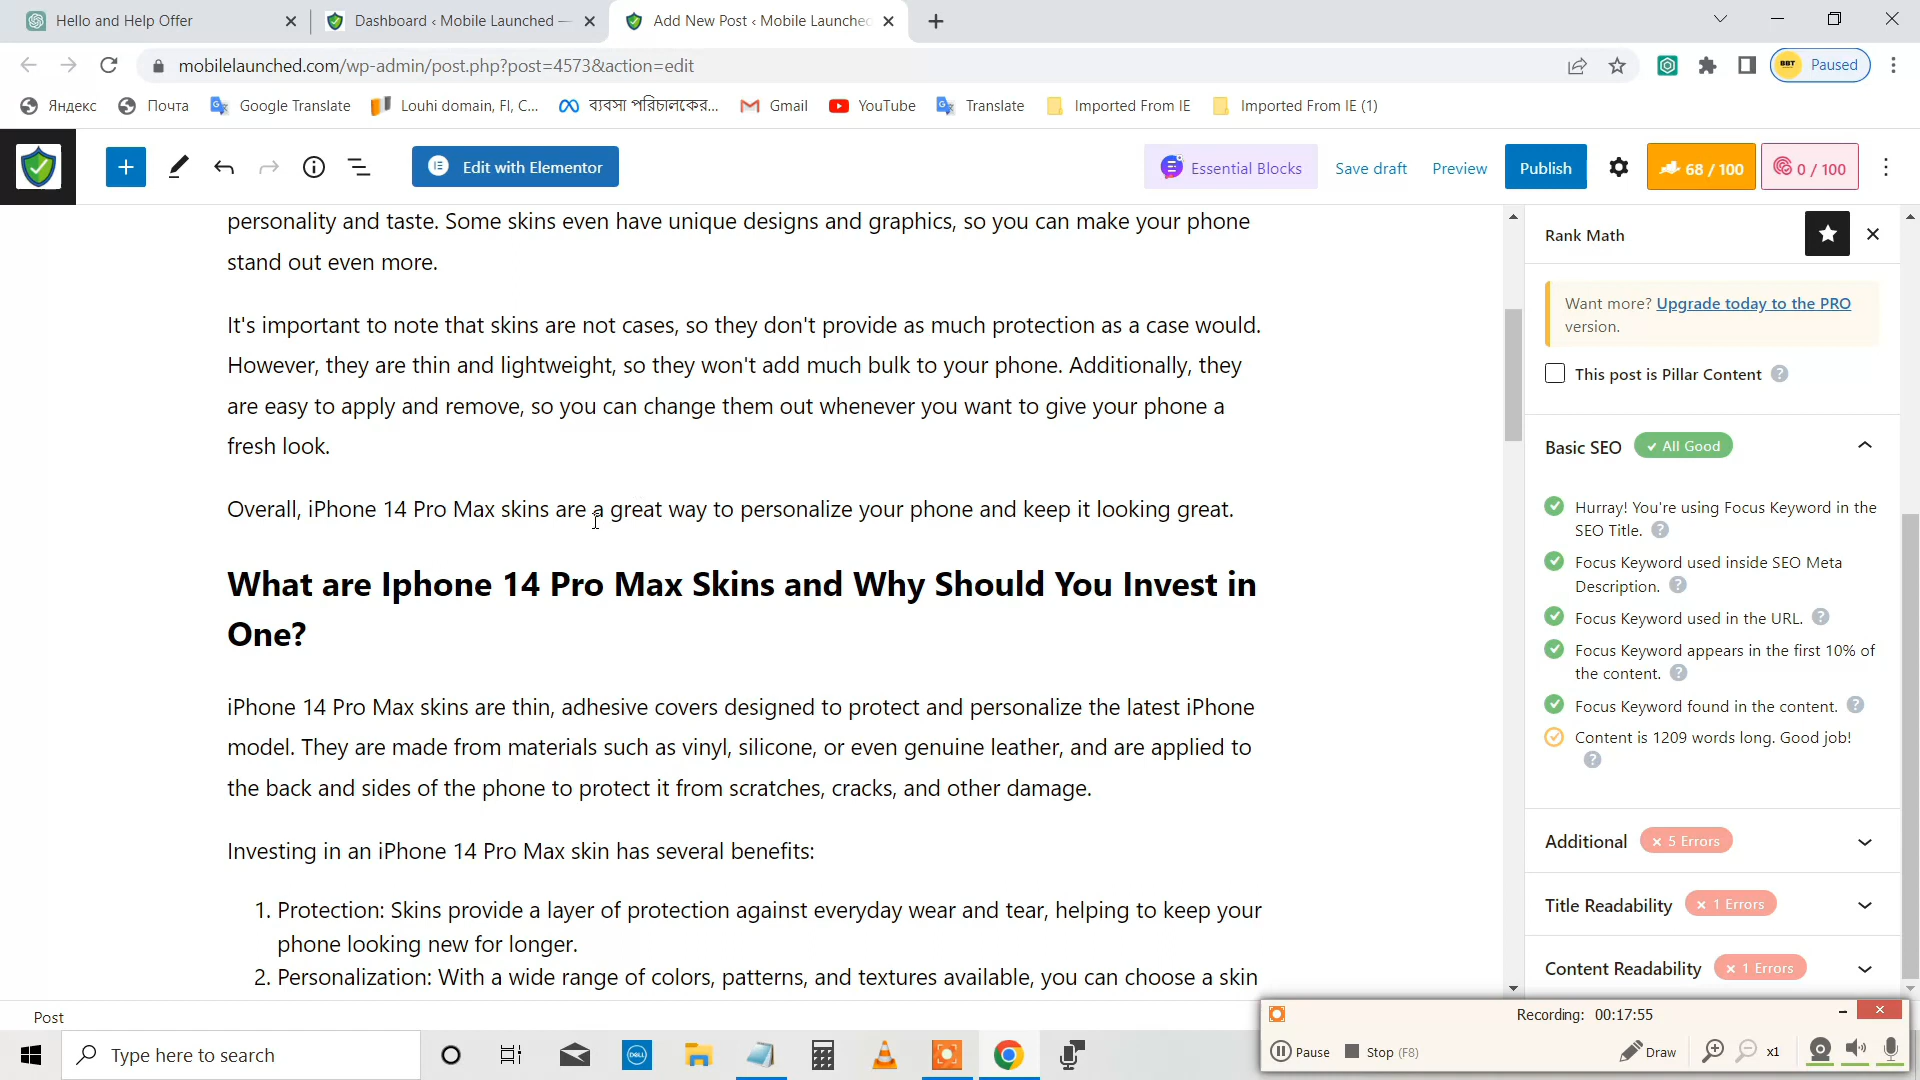 Hello and Help Offer
Dashboard ‹ Mobile Launched —
Add New Post ‹ Mobile Launched
mobilelaunched.com/wp-admin/post.php?post=4573&action=edit
BBT
Paused
Яндекс
Почта
Google Translate
Louhi domain, FI, C...
ব্যবসা পরিচালকের...
Gmail
YouTube
Translate
Imported From IE
Imported From IE (1)
Edit with Elementor
Essential Blocks
Save draft
Preview
Publish
68 / 100
0 / 100
personality and taste. Some skins even have unique designs and graphics, so you can make your phone
stand out even more.
It's important to note that skins are not cases, so they don't provide as much protection as a case would.
However, they are thin and lightweight, so they won't add much bulk to your phone. Additionally, they
are easy to apply and remove, so you can change them out whenever you want to give your phone a
fresh look.
Overall, iPhone 14 Pro Max skins are a great way to personalize your phone and keep it looking great.
What are Iphone 14 Pro Max Skins and Why Should You Invest in
One?
iPhone 14 Pro Max skins are thin, adhesive covers designed to protect and personalize the latest iPhone
model. They are made from materials such as vinyl, silicone, or even genuine leather, and are applied to
the back and sides of the phone to protect it from scratches, cracks, and other damage.
Investing in an iPhone 14 Pro Max skin has several benefits:
1. Protection: Skins provide a layer of protection against everyday wear and tear, helping to keep your
phone looking new for longer.
2. Personalization: With a wide range of colors, patterns, and textures available, you can choose a skin
Rank Math
Want more? Upgrade today to the PRO
version.
This post is Pillar Content
Basic SEO
All Good
Hurray! You're using Focus Keyword in the
SEO Title.
Focus Keyword used inside SEO Meta
Description.
Focus Keyword used in the URL.
Focus Keyword appears in the first 10% of
the content.
Focus Keyword found in the content.
Content is 1209 words long. Good job!
Additional
× 5 Errors
Title Readability
× 1 Errors
Content Readability
× 1 Errors
Post
Recording: 00:17:55
Pause
Stop (F8)
Draw
x1
Type here to search
DELL